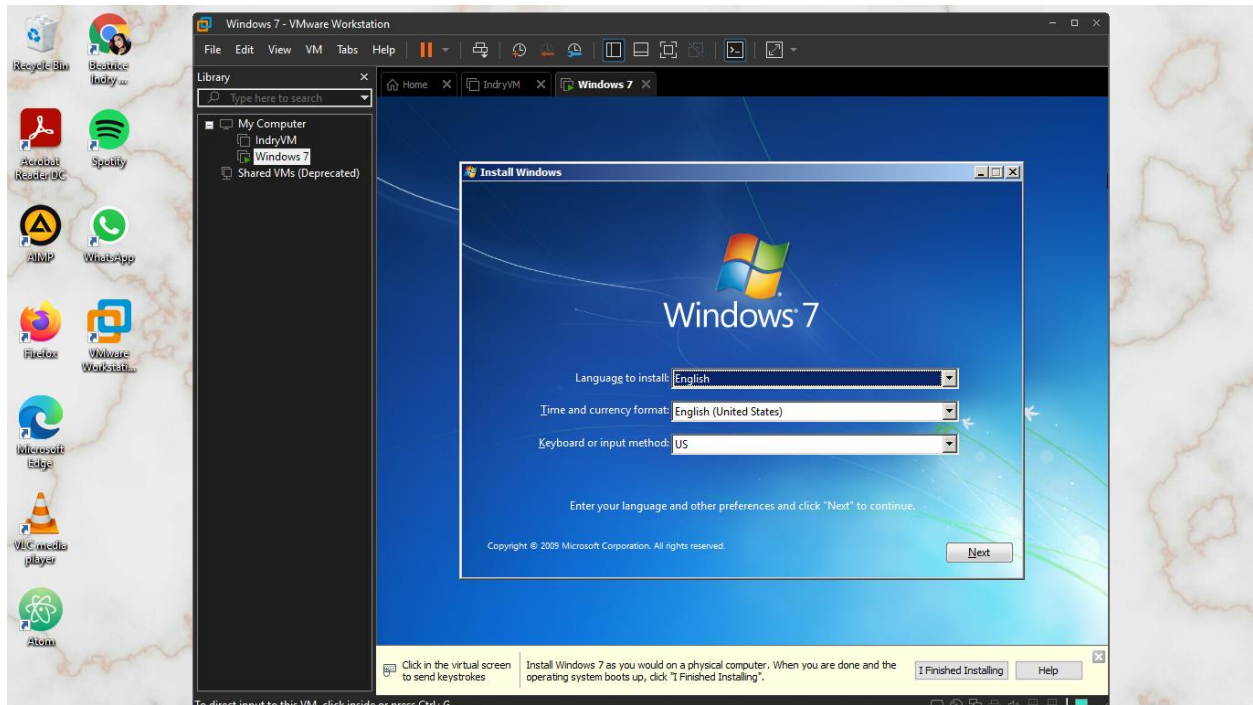 Recycle Bin
Beatrice
Indry ...
Acrobat
Reader DC
Spotify
AIMP
WhatsApp
Firefox
VMware
Workstati...
Microsoft
Edge
VLC media
player
Atom
Windows 7 - VMware Workstation
File Edit View VM Tabs Help
Library
Type here to search
My Computer
IndryVM
Windows 7
Shared VMs (Deprecated)
Home IndryVM Windows 7
Install Windows
Windows 7
Language to install: English
Time and currency format: English (United States)
Keyboard or input method: US
Enter your language and other preferences and click "Next" to continue.
Copyright © 2009 Microsoft Corporation. All rights reserved.
Next
Click in the virtual screen
to send keystrokes
Install Windows 7 as you would on a physical computer. When you are done and the
operating system boots up, click "I Finished Installing".
I Finished Installing
Help
To direct input to this VM, click inside or press Ctrl+G.